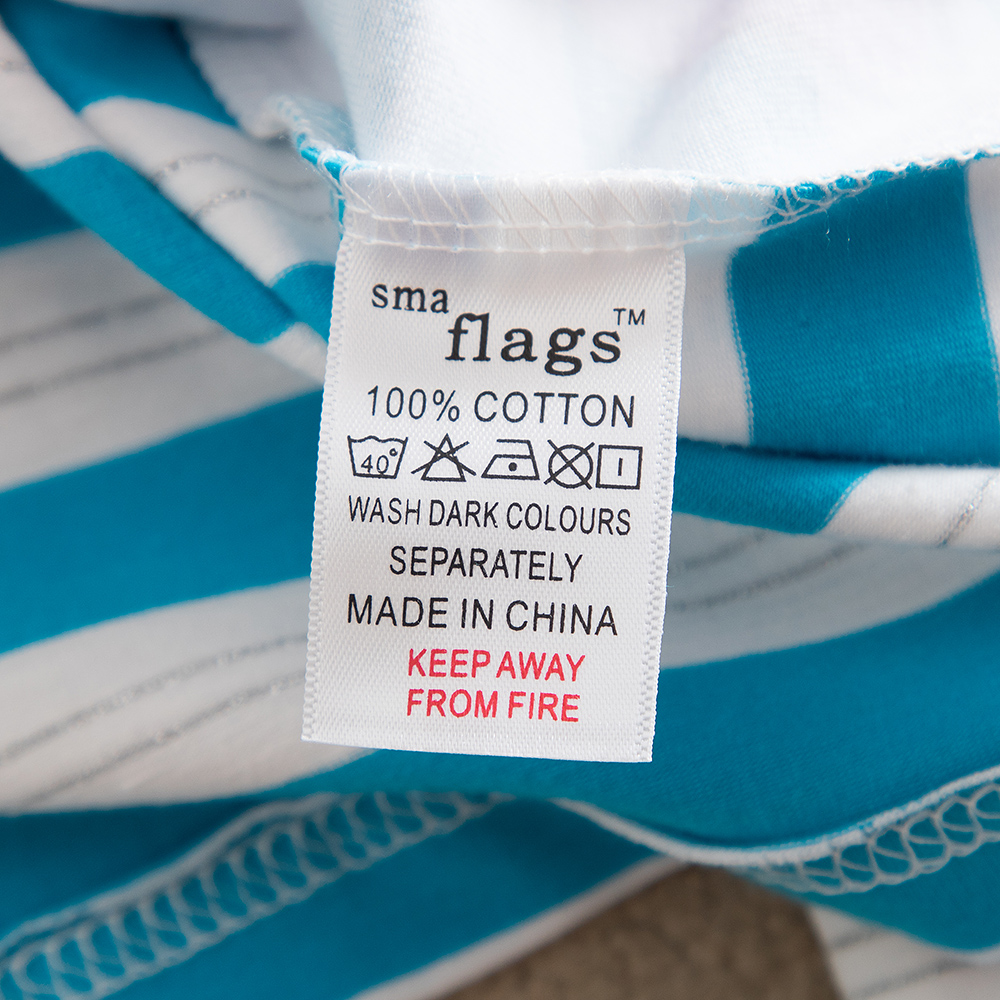 sma
flags™
100% COTTON
40°
WASH DARK COLOURS
SEPARATELY
MADE IN CHINA
KEEP AWAY
FROM FIRE